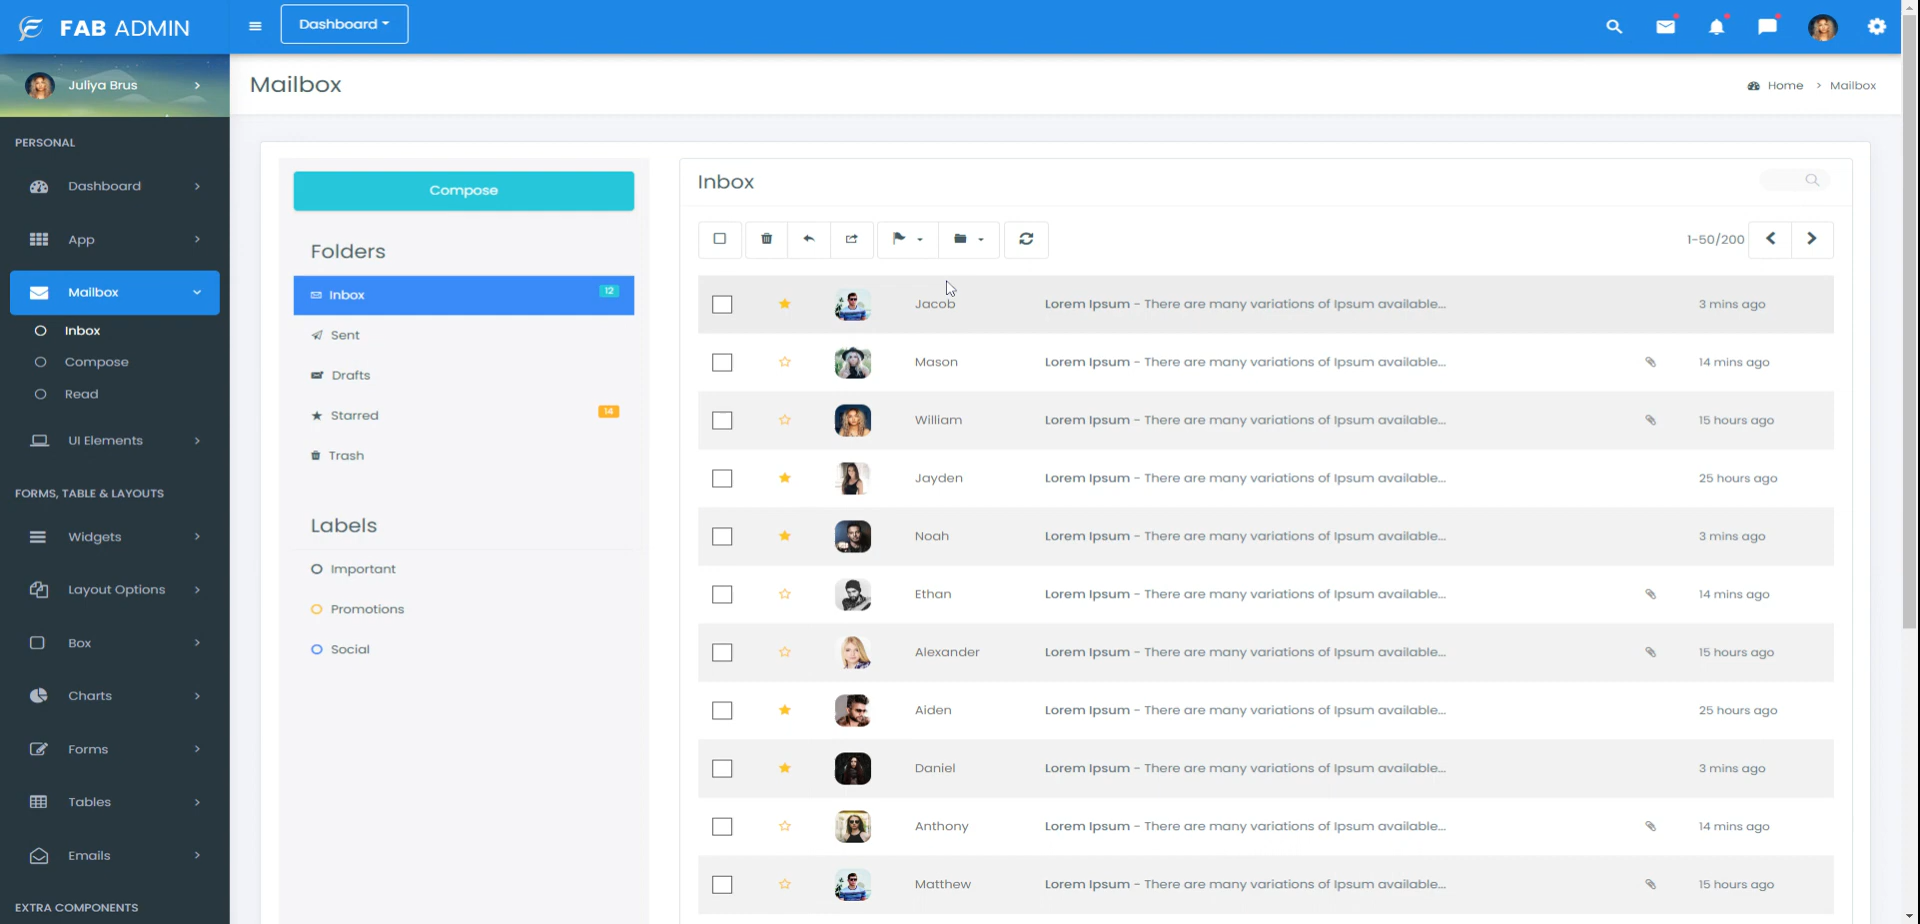 FAB ADMIN
Dashboard
Juliya Brus
Mailbox
Home > Mailbox
PERSONAL
Dashboard
App
Mailbox
Inbox
Compose
Read
UI Elements
FORMS, TABLE & LAYOUTS
Widgets
Layout Options
Box
Charts
Forms
Tables
Emails
EXTRA COMPONENTS
Compose
Folders
Inbox 12
Sent
Drafts
Starred 14
Trash
Labels
Important
Promotions
Social
Inbox
1-50/200
Jacob Lorem Ipsum - There are many variations of Ipsum available... 3 mins ago
Mason Lorem Ipsum - There are many variations of Ipsum available... 14 mins ago
William Lorem Ipsum - There are many variations of Ipsum available... 15 hours ago
Jayden Lorem Ipsum - There are many variations of Ipsum available... 25 hours ago
Noah Lorem Ipsum - There are many variations of Ipsum available... 3 mins ago
Ethan Lorem Ipsum - There are many variations of Ipsum available... 14 mins ago
Alexander Lorem Ipsum - There are many variations of Ipsum available... 15 hours ago
Aiden Lorem Ipsum - There are many variations of Ipsum available... 25 hours ago
Daniel Lorem Ipsum - There are many variations of Ipsum available... 3 mins ago
Anthony Lorem Ipsum - There are many variations of Ipsum available... 14 mins ago
Matthew Lorem Ipsum - There are many variations of Ipsum available... 15 hours ago